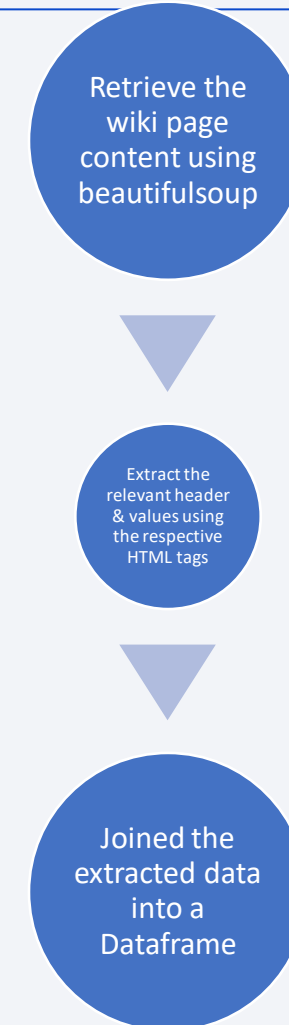 Retrieve the
wiki page
content using
beautifulsoup
Extract the
relevant header
& values using
the respective
HTML tags
Joined the
extracted data
into a
Dataframe